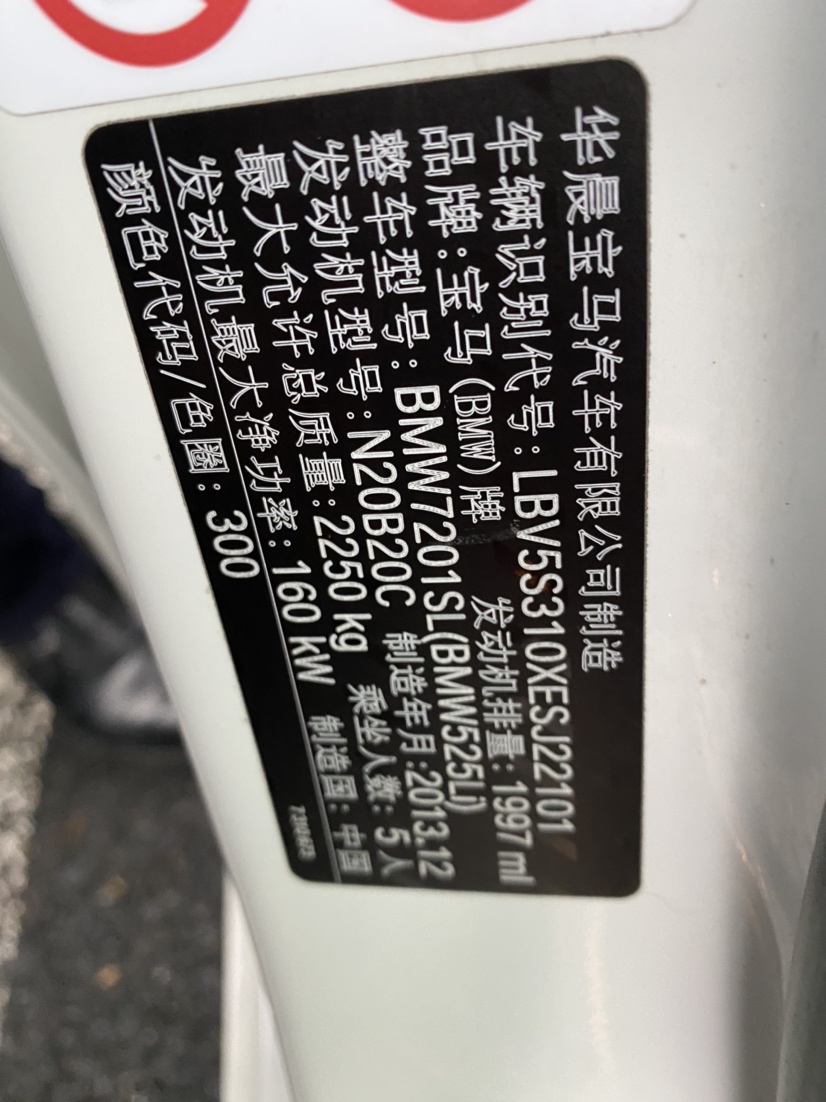 华晨宝马汽车有限公司制造
车辆识别代号：LBV5S310XESJ22101
品牌：宝马(BMW)牌 发动机排量：1997 ml
整车型号：BMW7201SL(BMW525Li)
发动机型号：N20B20C 制造年月:2013.12
最大允许总质量：2250 kg 乘坐人数：5人
发动机最大净功率：160 kW 制造国：中国
颜色代码/色圈：300